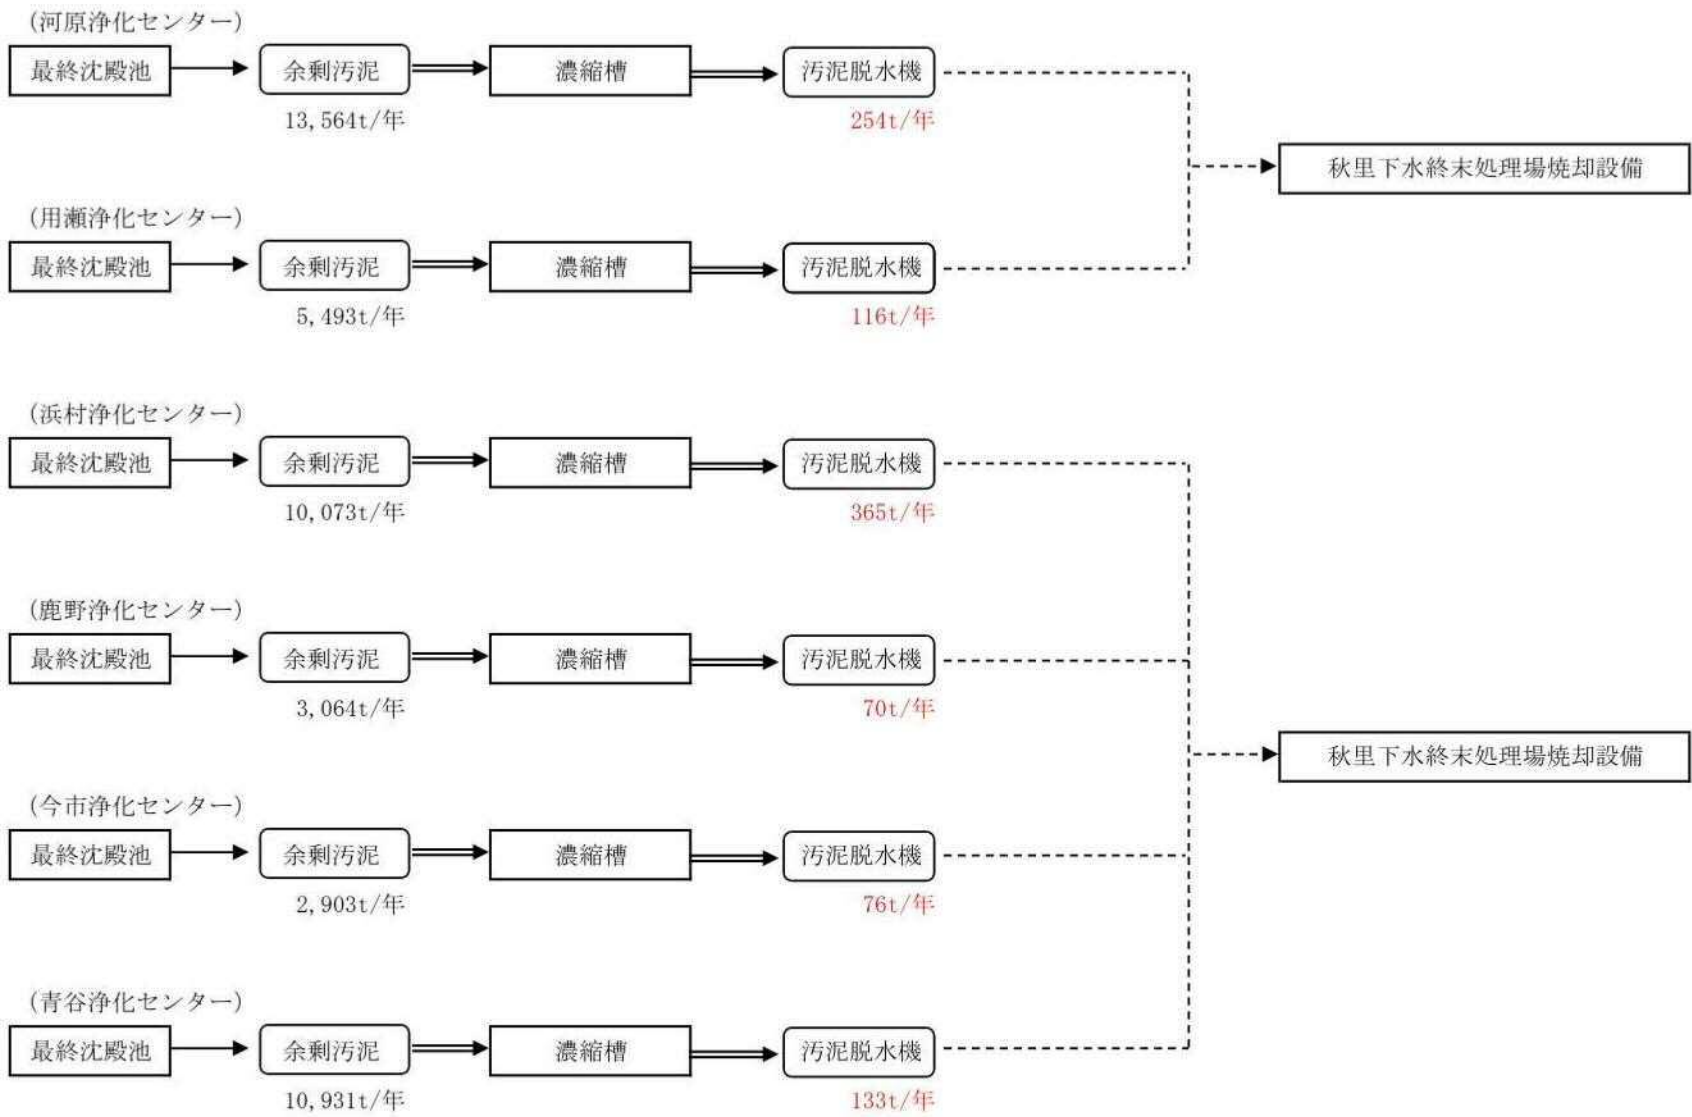 (河原浄化センター)
最終沈殿池 余剰汚泥 濃縮槽 汚泥脱水機
13,564t/年 254t/年
秋里下水終末処理場焼却設備
(用瀬浄化センター)
最終沈殿池 余剰汚泥 濃縮槽 汚泥脱水機
5,493t/年 116t/年
(浜村浄化センター)
最終沈殿池 余剰汚泥 濃縮槽 汚泥脱水機
10,073t/年 365t/年
(鹿野浄化センター)
最終沈殿池 余剰汚泥 濃縮槽 汚泥脱水機
3,064t/年 70t/年
秋里下水終末処理場焼却設備
(今市浄化センター)
最終沈殿池 余剰汚泥 濃縮槽 汚泥脱水機
2,903t/年 76t/年
(青谷浄化センター)
最終沈殿池 余剰汚泥 濃縮槽 汚泥脱水機
10,931t/年 133t/年